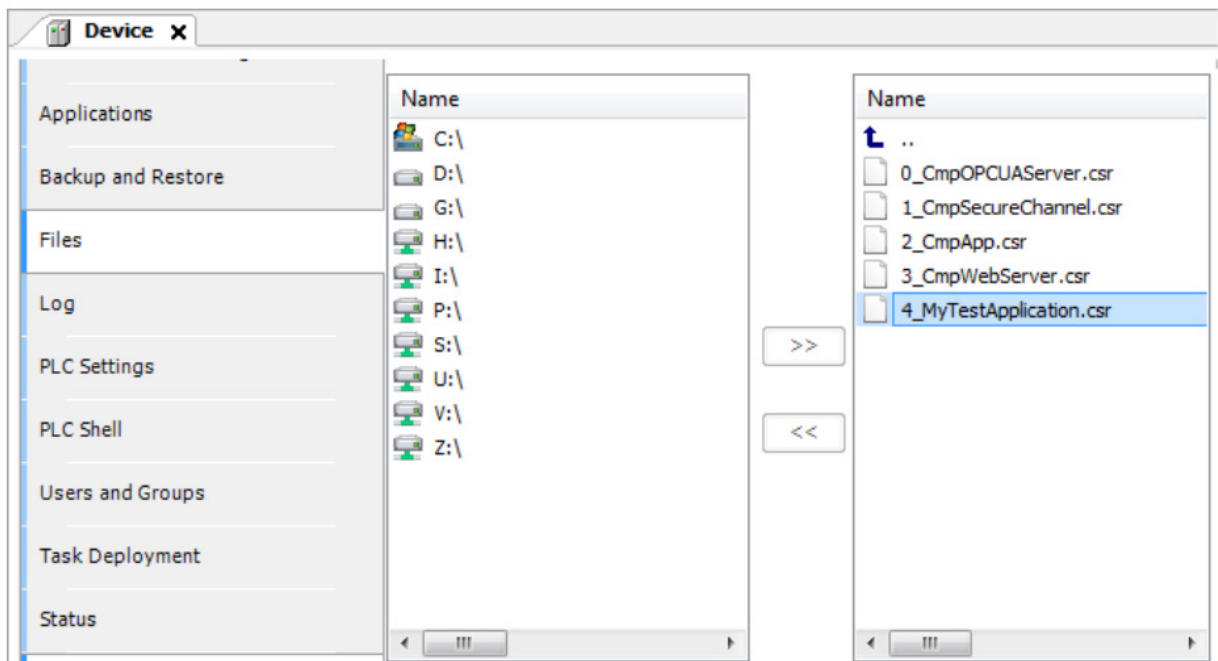 Device
Applications
Backup and Restore
Files
Log
PLC Settings
PLC Shell
Users and Groups
Task Deployment
Status
Name
C:\
D:\
G:\
H:\
I:\
P:\
S:\
U:\
V:\
Z:\
>>
<<
Name
..
0_CmpOPCUAServer.csr
1_CmpSecureChannel.csr
2_CmpApp.csr
3_CmpWebServer.csr
4_MyTestApplication.csr